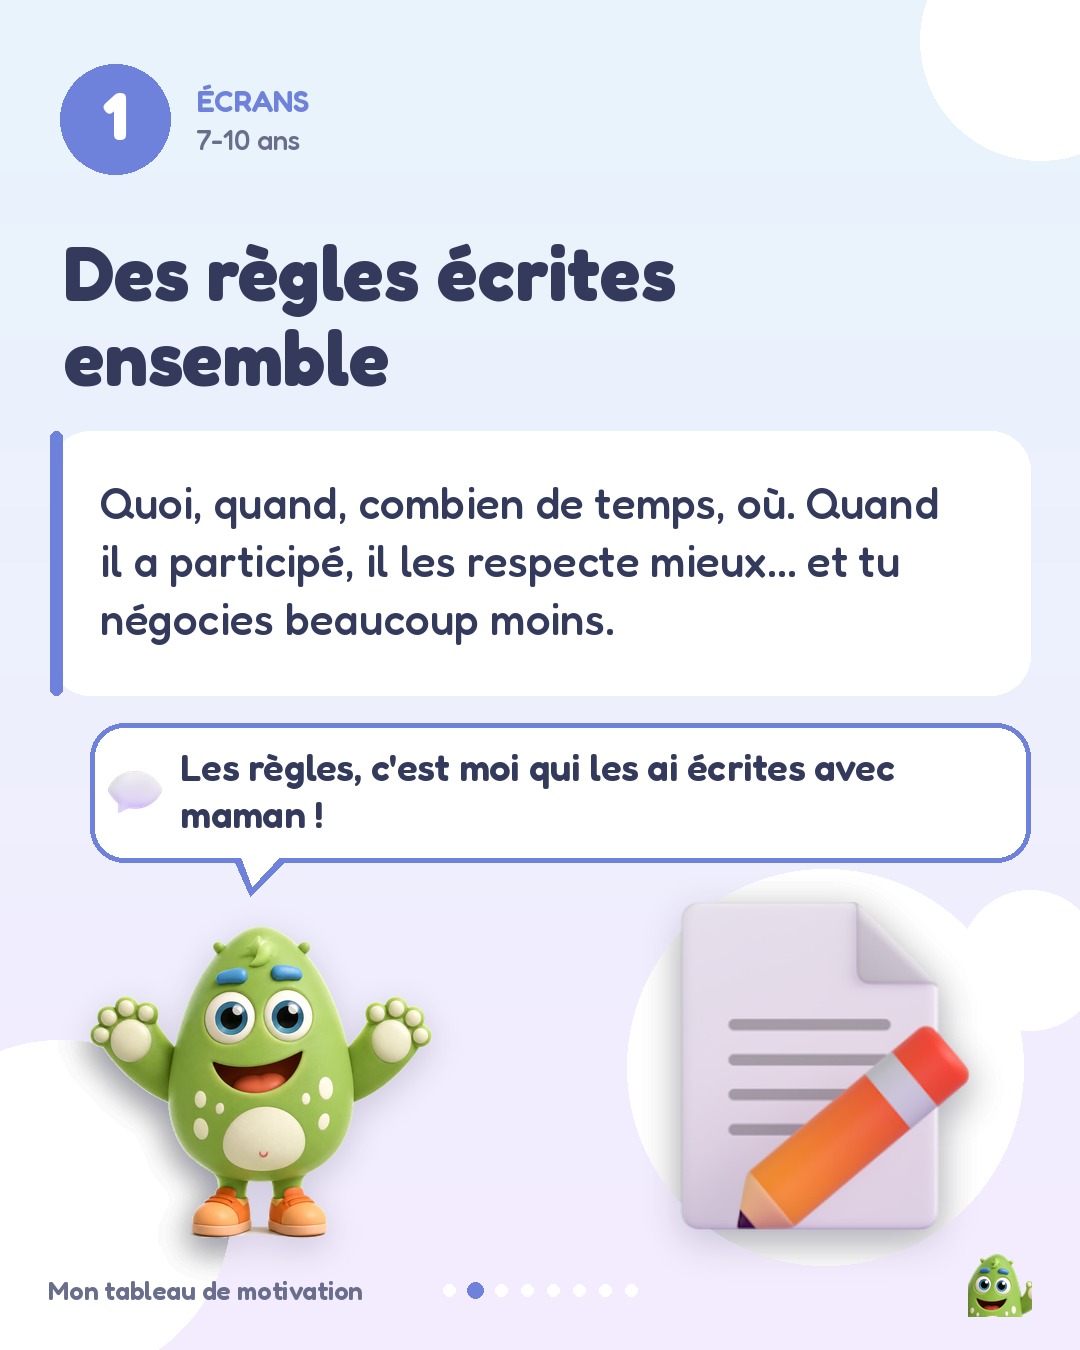 1
ÉCRANS
7-10 ans
Des règles écrites
ensemble
Quoi, quand, combien de temps, où. Quand
il a participé, il les respecte mieux... et tu
négocies beaucoup moins.
Les règles, c'est moi qui les ai écrites avec
maman !
Mon tableau de motivation